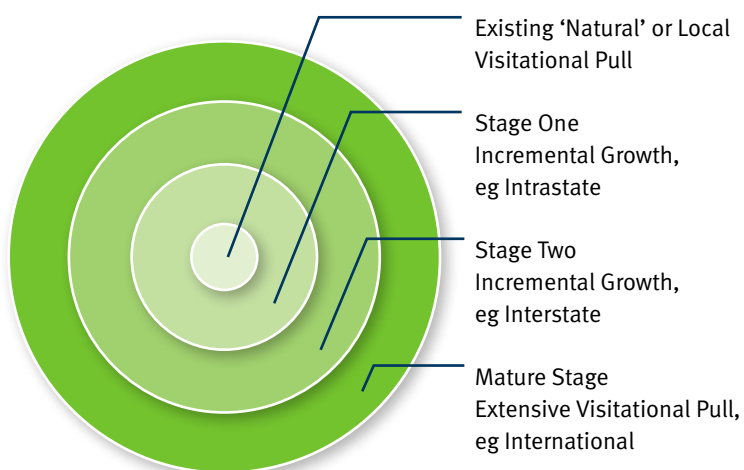 Existing ‘Natural’ or Local
Visitational Pull
Stage One
Incremental Growth,
eg Intrastate
Stage Two
Incremental Growth,
eg Interstate
Mature Stage
Extensive Visitational Pull,
eg International